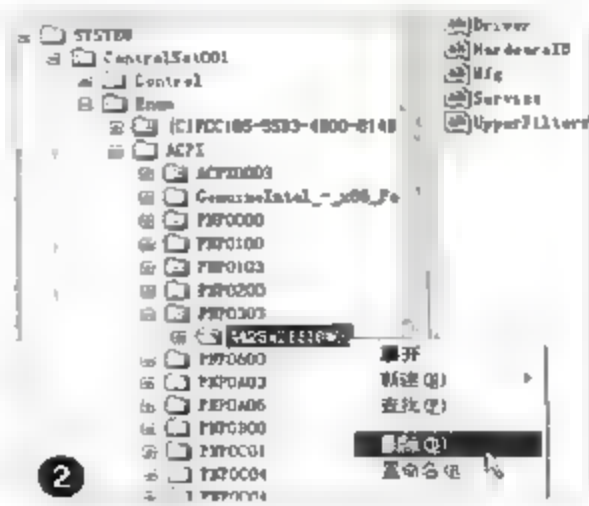 SYSTEM
ControlSet001
Control
Enum
ACPI
ACPI0003
GenuineIntel_-_x86_Fa
PNP0000
PNP0100
PNP0103
PNP0200
PNP0303
PNP0600
PNP0A03
PNP0A06
PNP0B00
PNP0C01
PNP0C04
Driver
HardwareID
Mfg
Service
UpperFilters
展开
新建(N)
查找(F)
删除(D)
重命名(R
2